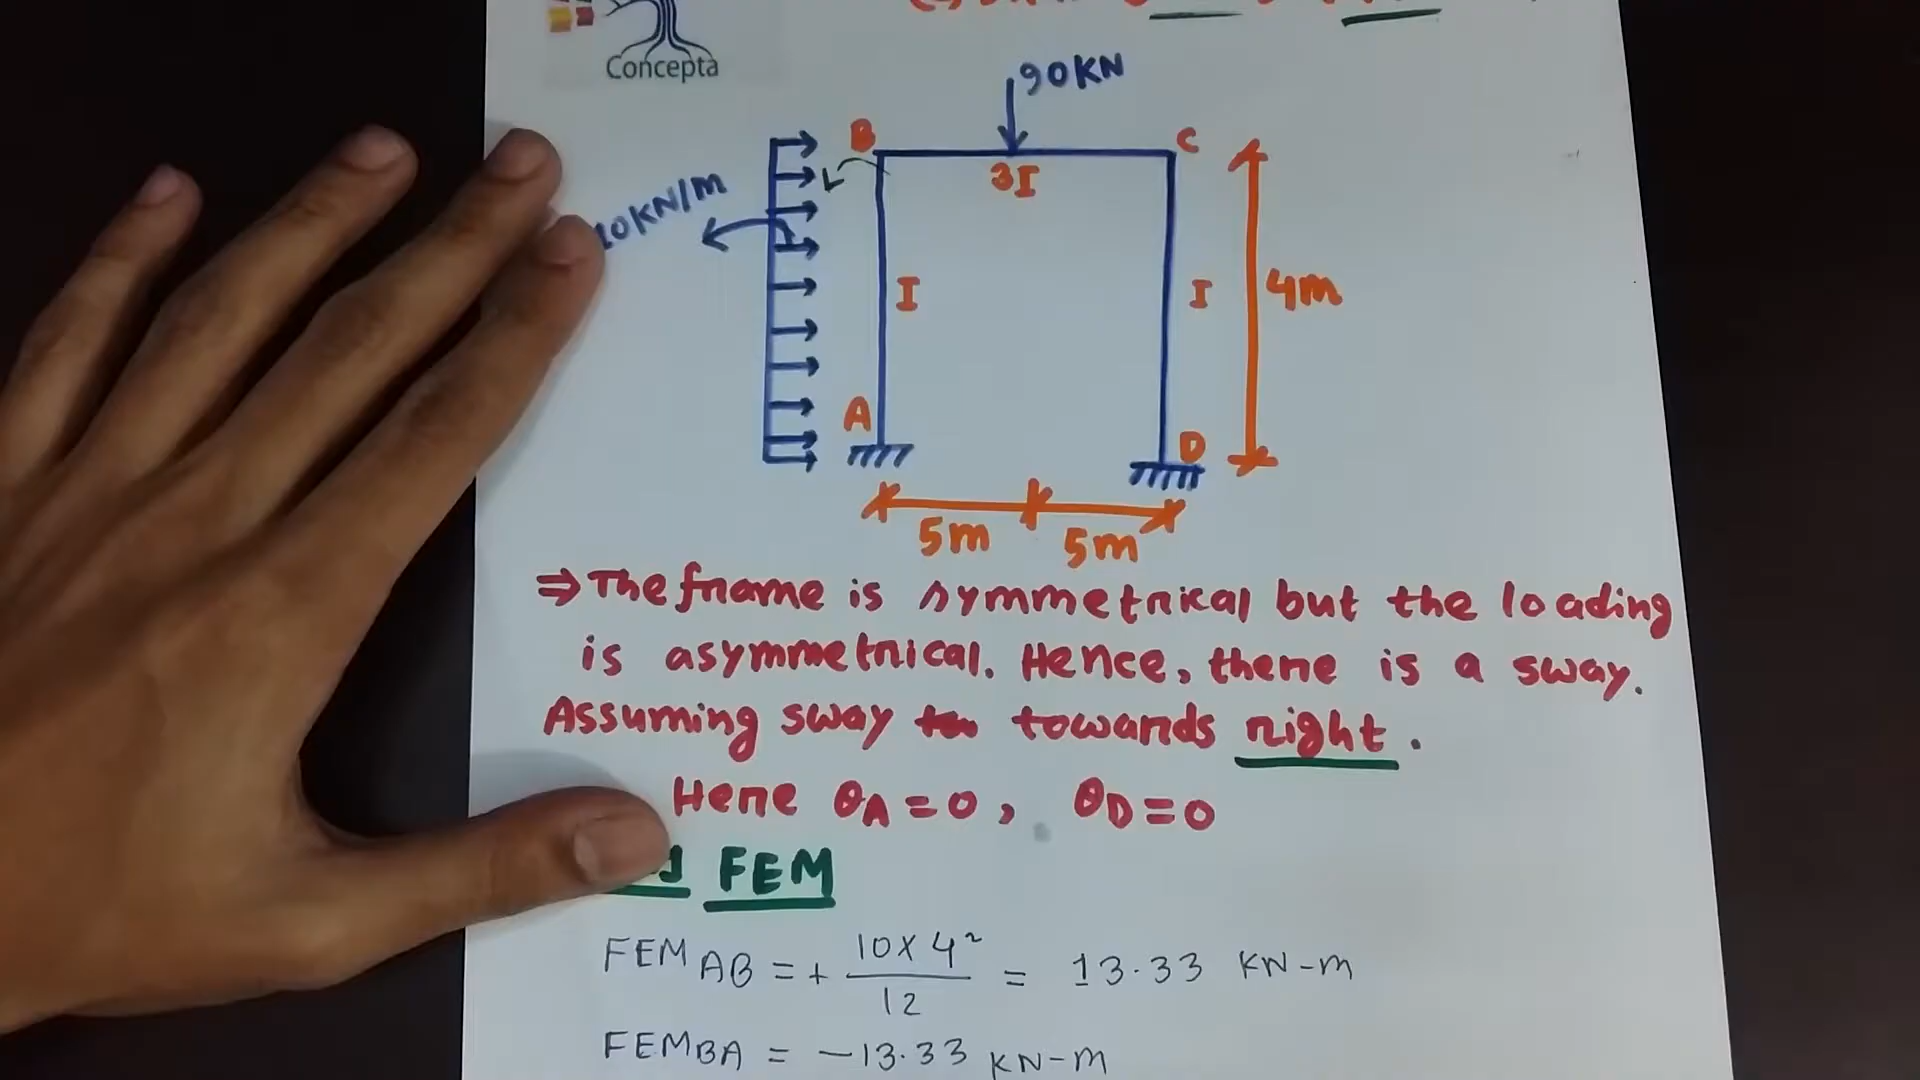 Concepta
90KN
B
C
3I
10KN/m
I
I
4m
A
D
5m
5m
⇒ The frame is symmetrical but the loading
is asymmetrical. Hence, there is a sway.
Assuming sway towards right.
Here θA = 0, θD = 0
FEM
FEM AB = + 10 x 4² / 12 = 13.33 KN-m
FEMBA = -13.33 KN-m